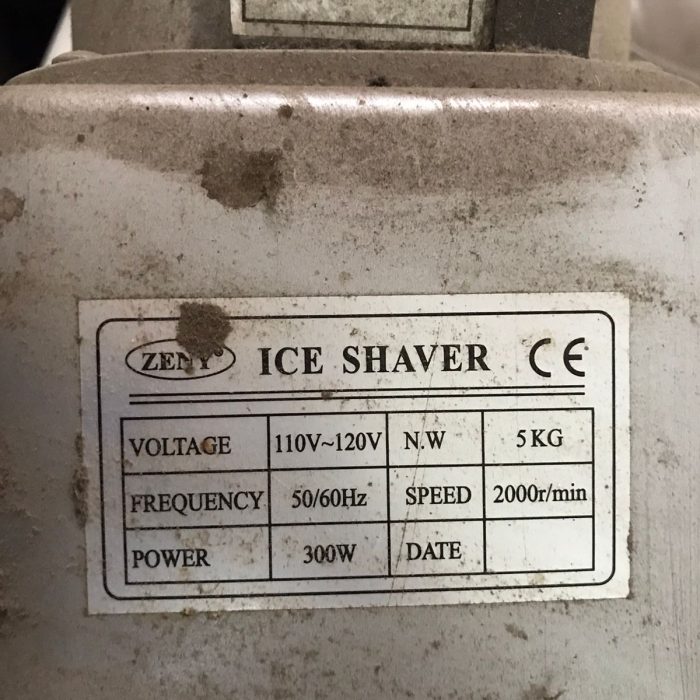 ZENY® ICE SHAVER CE
VOLTAGE 110V~120V N.W 5KG
FREQUENCY 50/60Hz SPEED 2000r/min
POWER 300W DATE